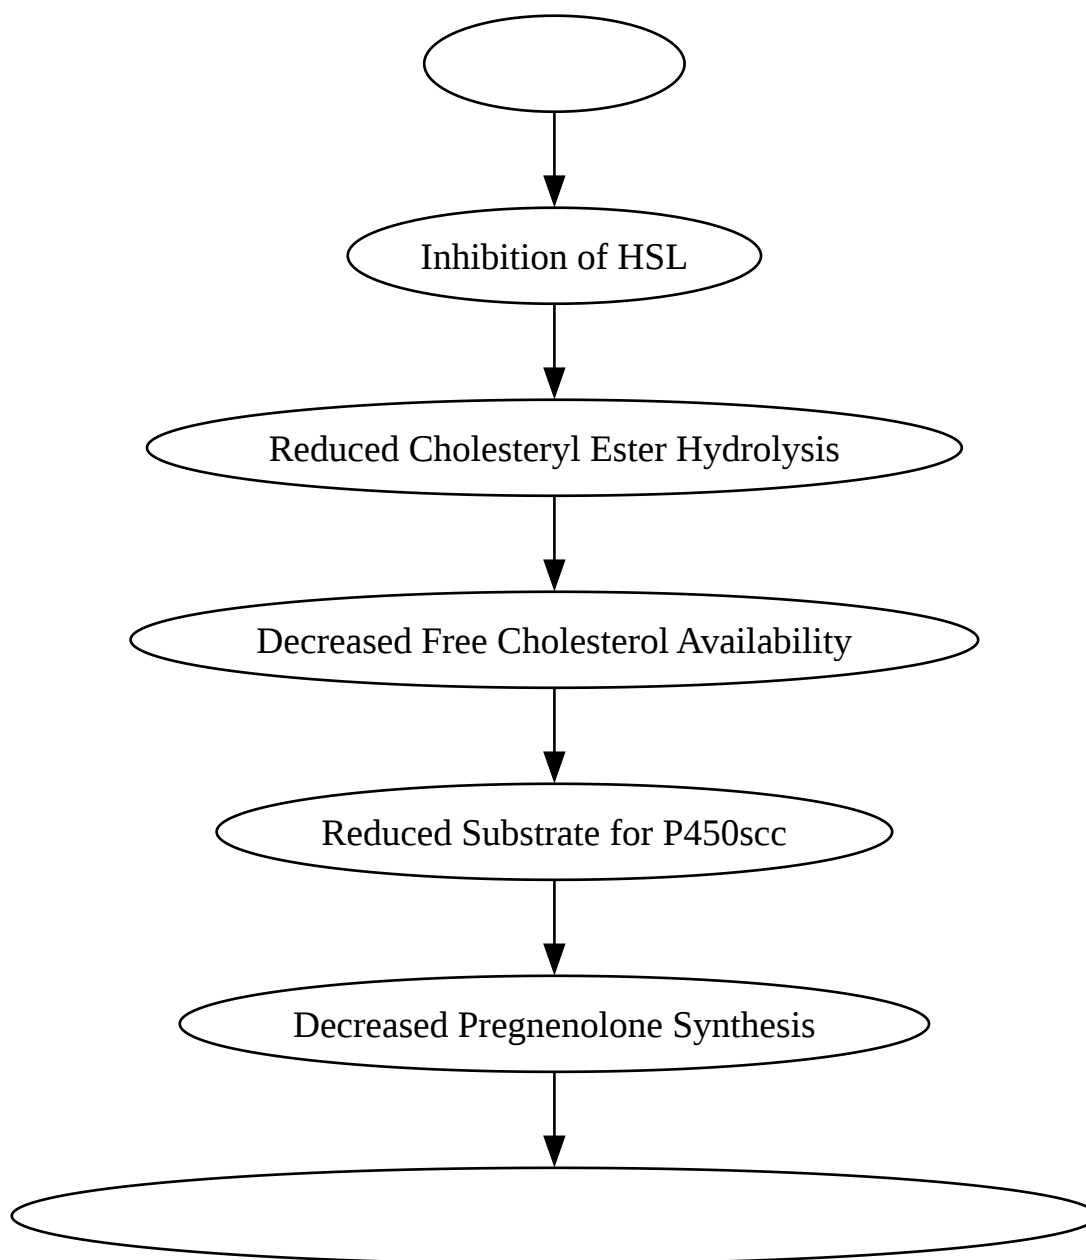 Inhibition of HSL
Reduced Cholesteryl Ester Hydrolysis
Decreased Free Cholesterol Availability
Reduced Substrate for P450scc
Decreased Pregnenolone Synthesis